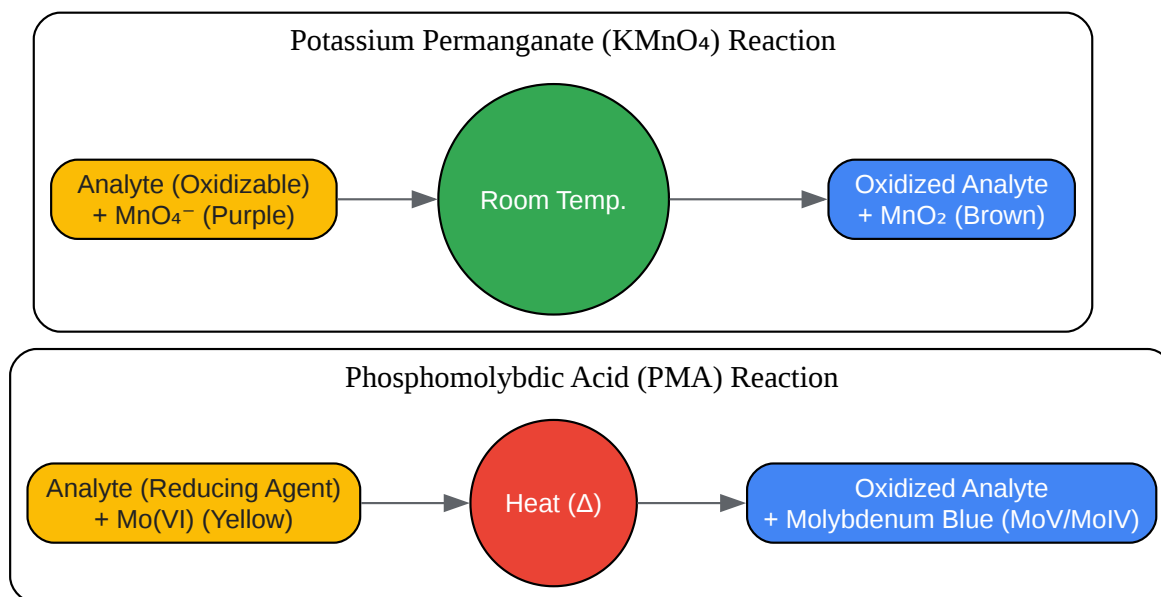 Potassium Permanganate (KMnO₄) Reaction
Analyte (Oxidizable)
+ MnO₄⁻ (Purple)
Room Temp.
Oxidized Analyte
+ MnO₂ (Brown)
Phosphomolybdic Acid (PMA) Reaction
Analyte (Reducing Agent)
+ Mo(VI) (Yellow)
Heat (Δ)
Oxidized Analyte
+ Molybdenum Blue (MoV/MoIV)